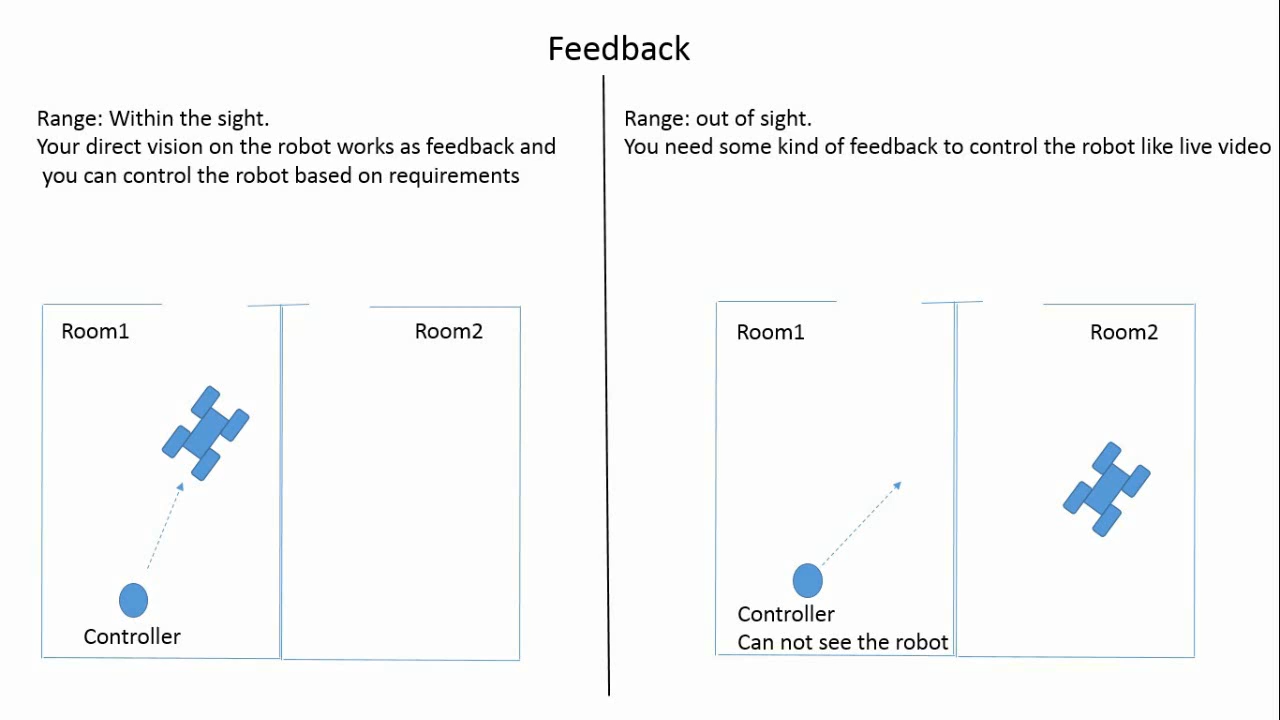 Feedback
Range: Within the sight.
Your direct vision on the robot works as feedback and
you can control the robot based on requirements
Range: out of sight.
You need some kind of feedback to control the robot like live video
Room1
Room2
Controller
Room1
Room2
Controller
Can not see the robot